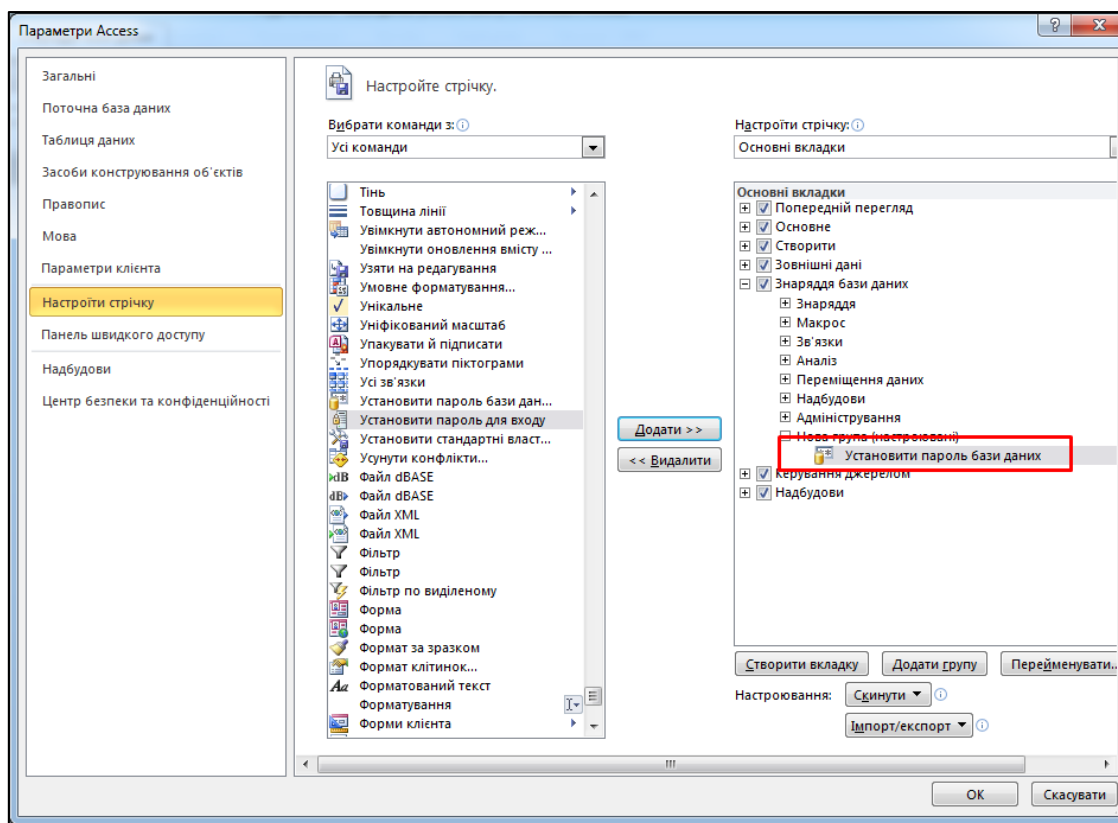 Параметри Access
Загальні
Поточна база даних
Таблиця даних
Засоби конструювання об'єктів
Правопис
Мова
Параметри клієнта
Настроїти стрічку
Панель швидкого доступу
Надбудови
Центр безпеки та конфіденційності
Настройте стрічку.
Вибрати команди з:
Усі команди
Тінь
Товщина лінії
Увімкнути автономний реж...
Увімкнути оновлення вмісту ...
Узяти на редагування
Умовне форматування...
Унікальне
Уніфікований масштаб
Упакувати й підписати
Упорядкувати піктограми
Усі зв'язки
Установити пароль бази дан...
Установити пароль для входу
Установити стандартні власт...
Усунути конфлікти...
Файл dBASE
Файл dBASE
Файл XML
Файл XML
Фільтр
Фільтр
Фільтр по виділеному
Форма
Форма
Формат за зразком
Формат клітинок...
Форматований текст
Форматування
Форми клієнта
Додати >>
<< Видалити
Настроїти стрічку:
Основні вкладки
Основні вкладки
Попередній перегляд
Основне
Створити
Зовнішні дані
Знаряддя бази даних
Знаряддя
Макрос
Зв'язки
Аналіз
Переміщення даних
Надбудови
Адміністрування
Нова група (настроювані)
Установити пароль бази даних
Керування джерелом
Надбудови
Створити вкладку
Додати групу
Перейменувати..
Настроювання:
Скинути
Імпорт/експорт
ОК
Скасувати